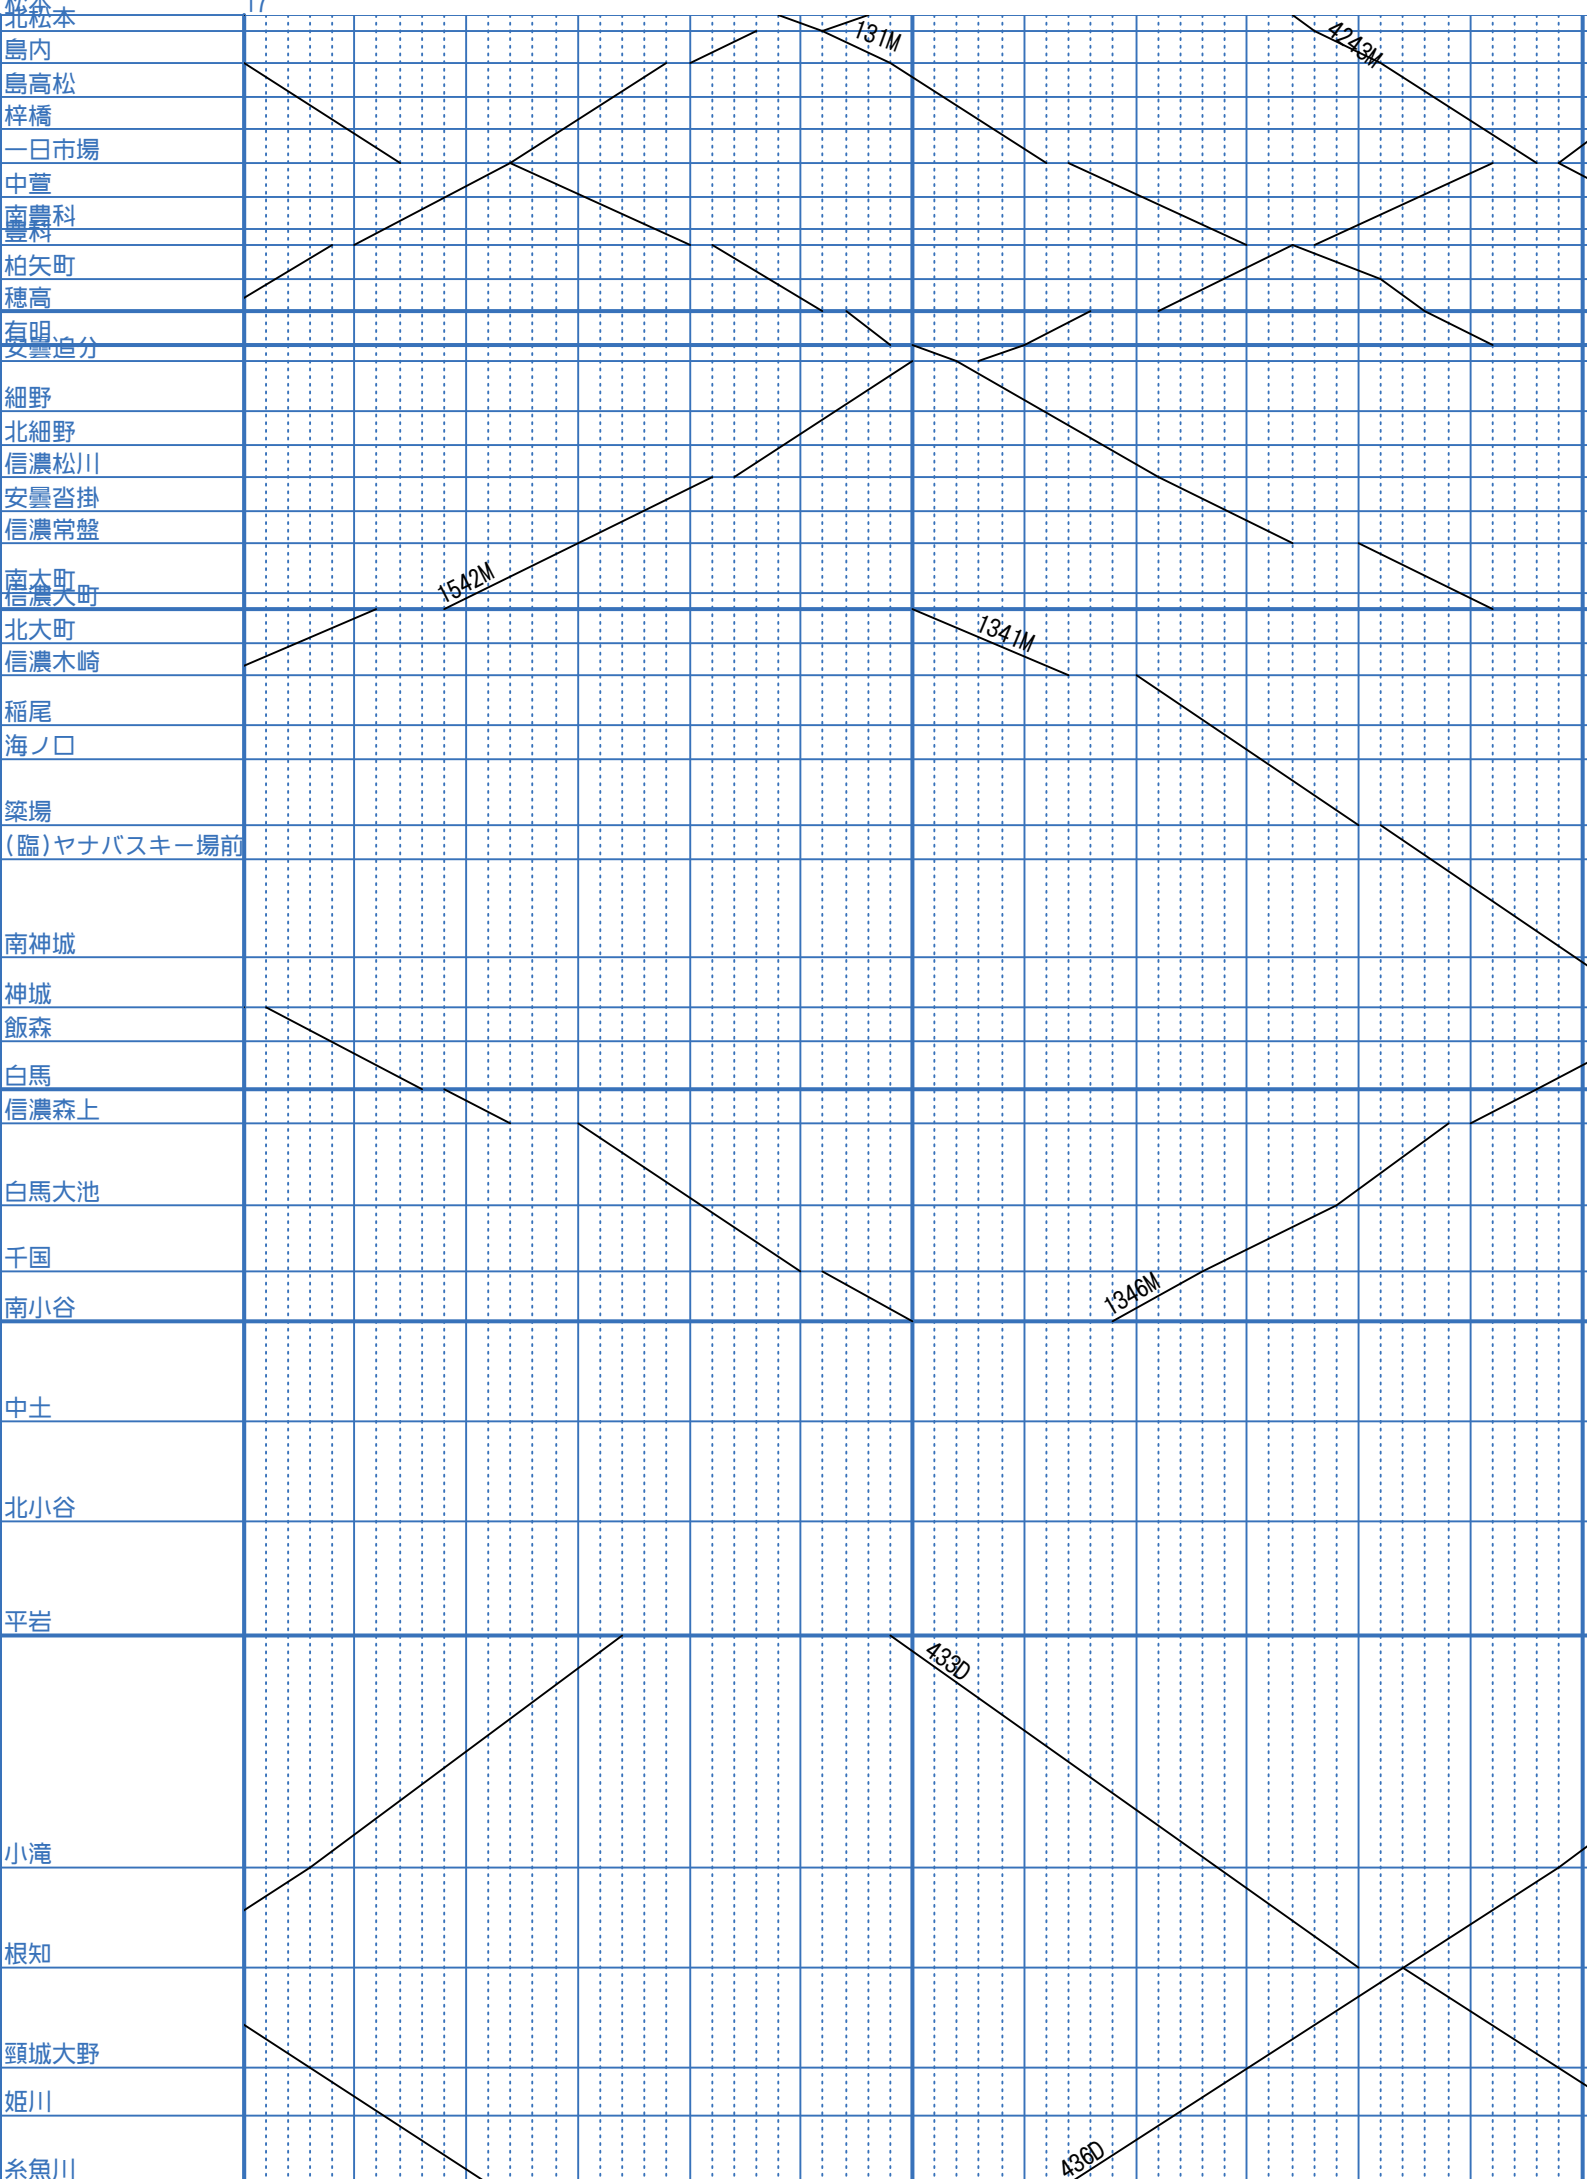 松本
17
北松本
131M
4243M
島内
島高松
梓橋
一日市場
中萱
南豊科
豊科
柏矢町
穂高
有明
安曇追分
細野
北細野
信濃松川
安曇沓掛
信濃常盤
1542M
南大町
信濃大町
北大町
1341M
信濃木崎
稲尾
海ノ口
簗場
(臨)ヤナバスキー場前
南神城
神城
飯森
白馬
信濃森上
白馬大池
千国
1346M
南小谷
中土
北小谷
平岩
433D
小滝
根知
頸城大野
姫川
436D
糸魚川